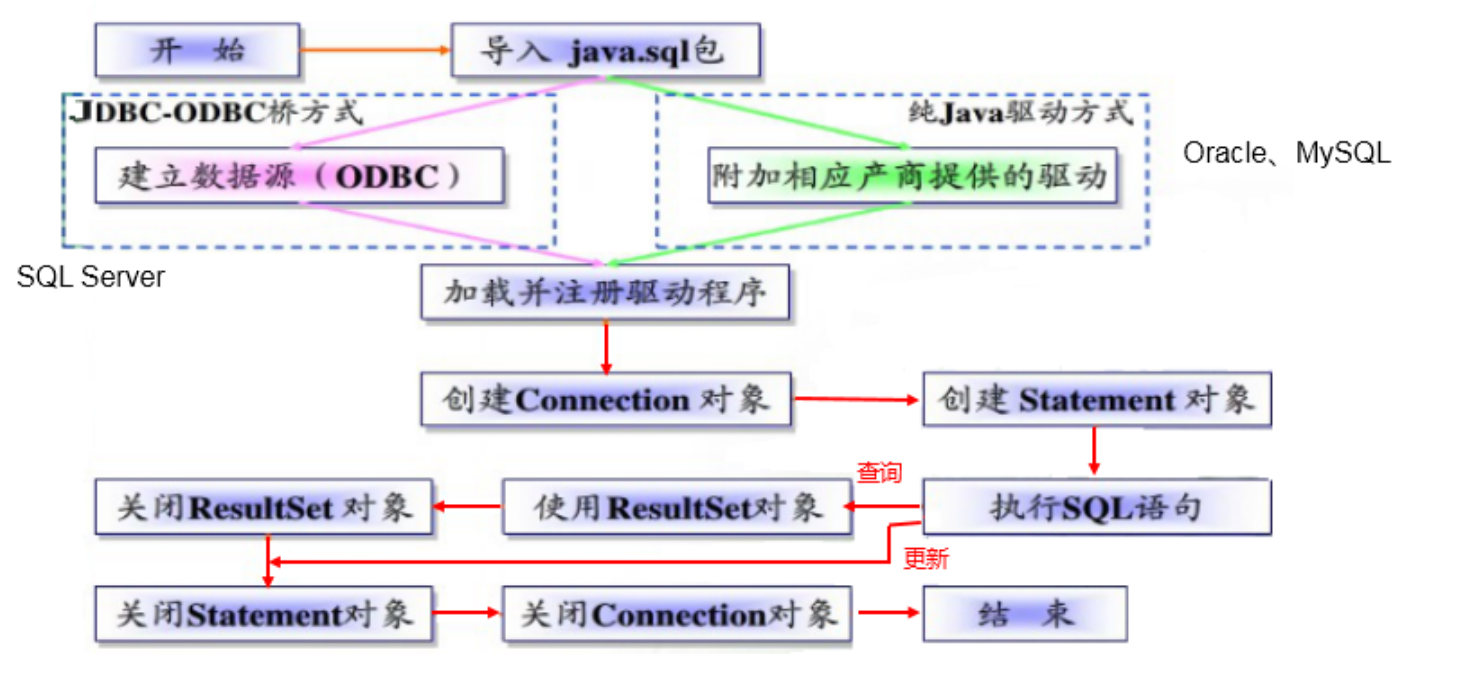 开 始
导入 java.sql包
JDBC-ODBC桥方式
纯Java驱动方式
建立数据源（ODBC）
附加相应产商提供的驱动
Oracle、MySQL
SQL Server
加载并注册驱动程序
创建Connection 对象
创建 Statement 对象
查询
关闭ResultSet 对象
使用ResultSet对象
执行SQL语句
更新
关闭Statement对象
关闭Connection对象
结 束